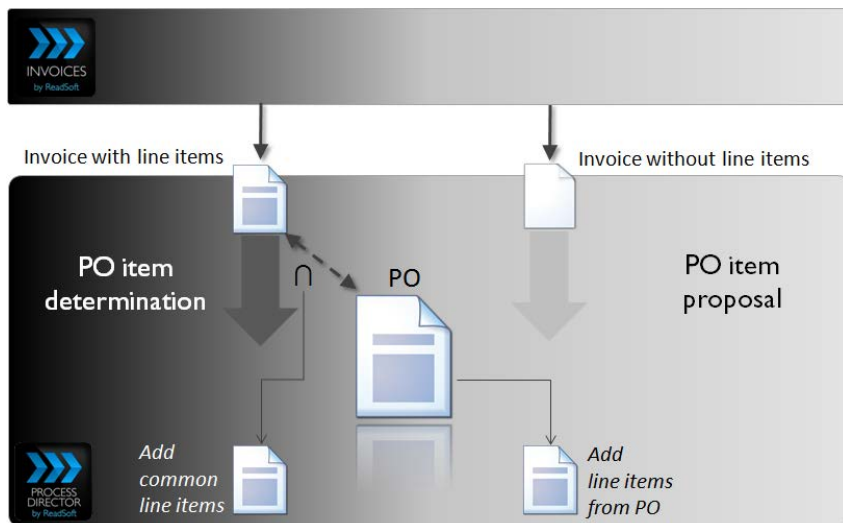 INVOICES
by ReadSoft
Invoice with line items
Invoice without line items
PO item
determination
∩
PO
PO item
proposal
Add
common
line items
Add
line items
from PO
PROCESS
DIRECTOR
by ReadSoft